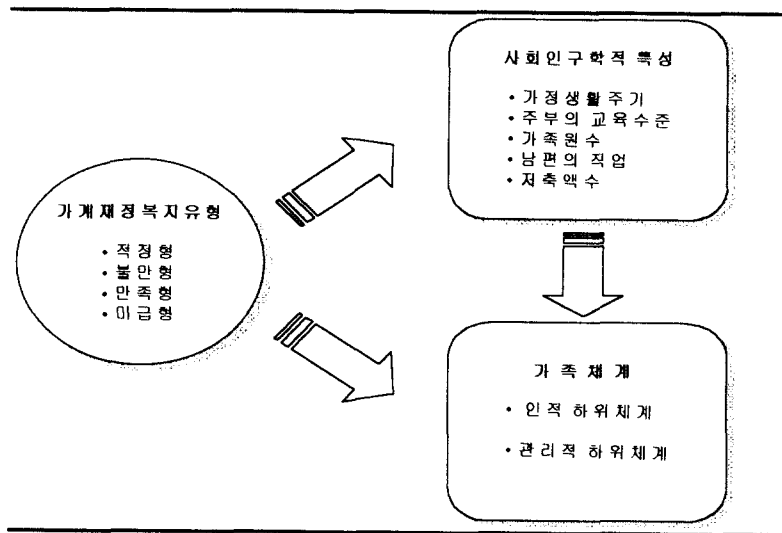 사회인구학적 특성
• 가정생활주기
• 주부의 교육수준
• 가족원수
• 남편의 직업
• 저축액수
가계재정복지유형
• 적정형
• 불만형
• 만족형
• 미급형
가족체계
• 인적 하위체계
• 관리적 하위체계